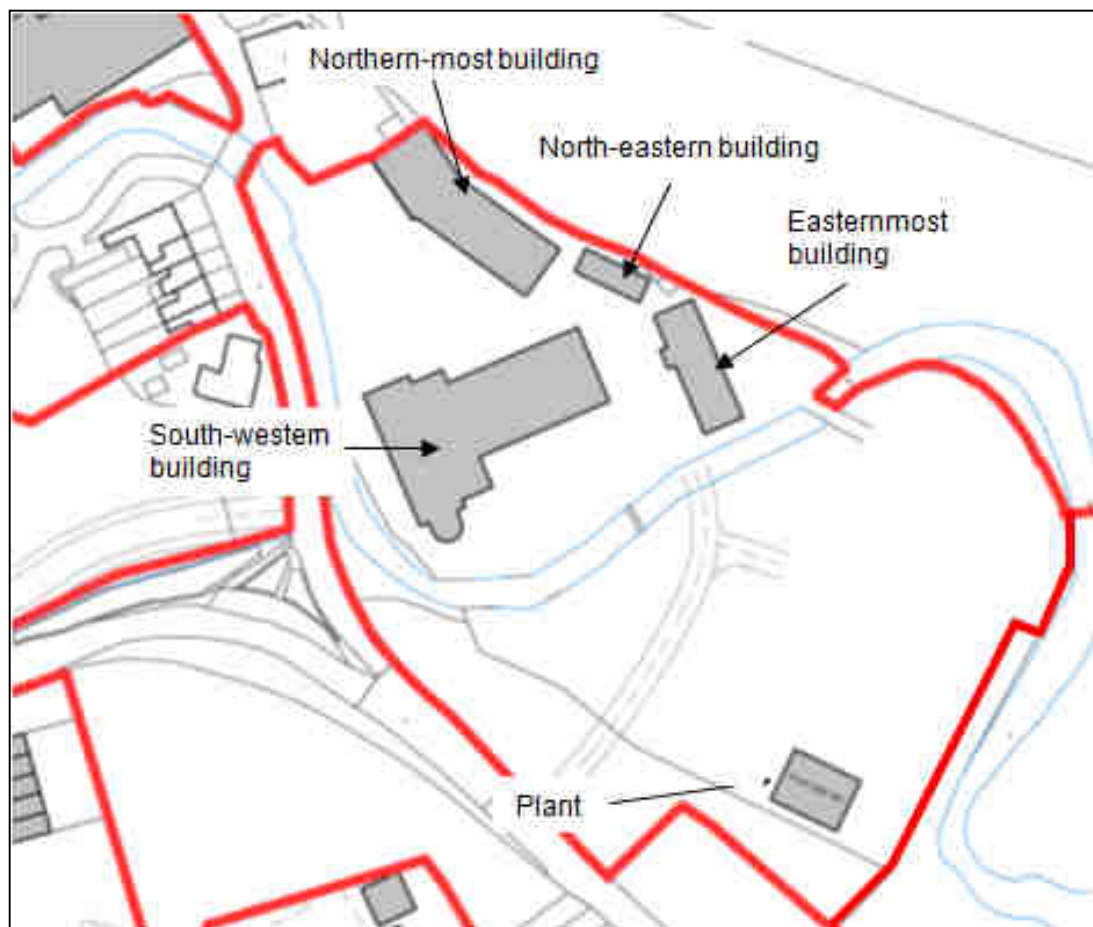 Northern-most building
North-eastern building
Easternmost
building
South-western
building
Plant